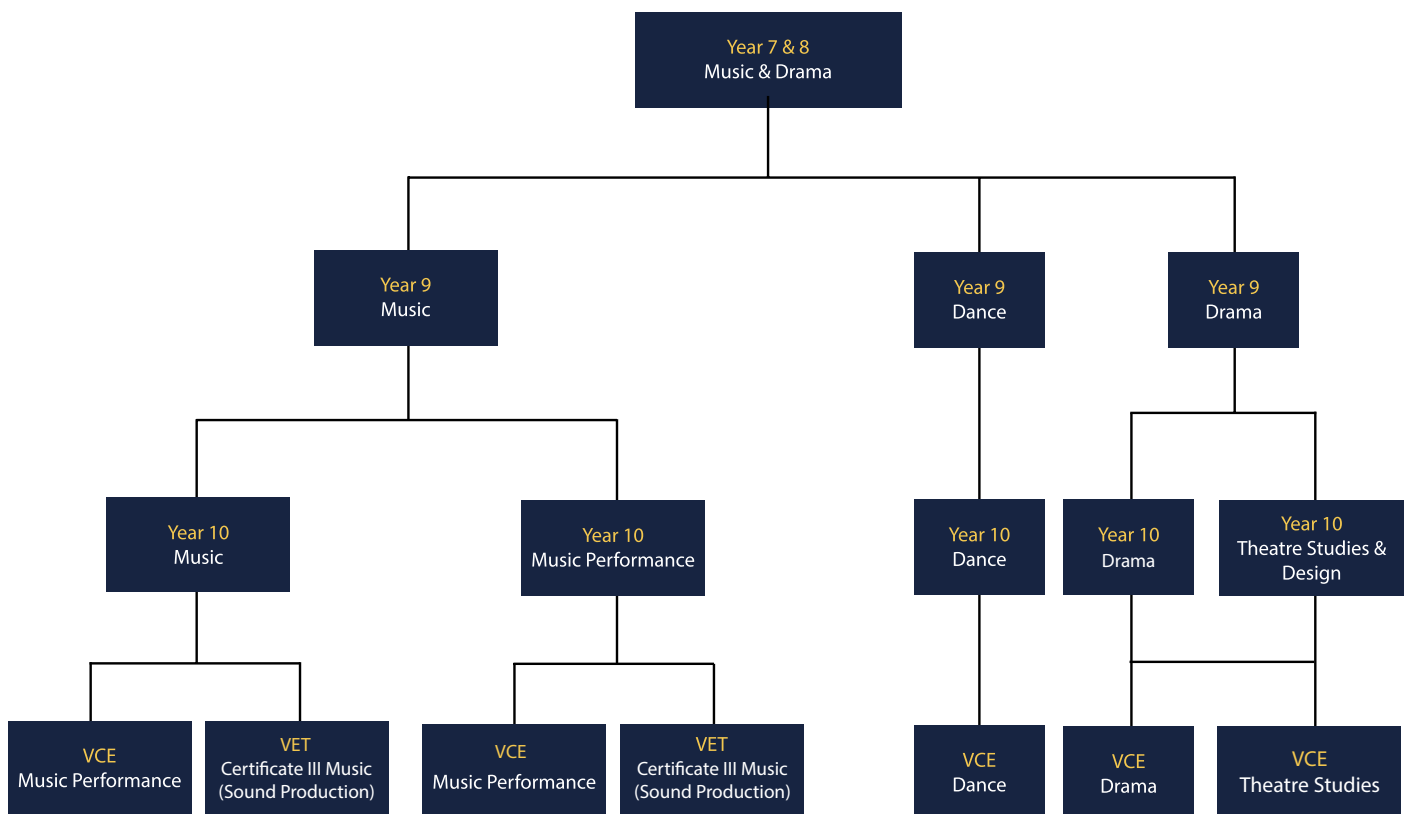 Year 7 & 8
Music & Drama
Year 9
Music
Year 9
Dance
Year 9
Drama
Year 10
Music
Year 10
Music Performance
Year 10
Dance
Year 10
Drama
Year 10
Theatre Studies &
Design
VCE
Music Performance
VET
Certificate III Music
(Sound Production)
VCE
Music Performance
VET
Certificate III Music
(Sound Production)
VCE
Dance
VCE
Drama
VCE
Theatre Studies